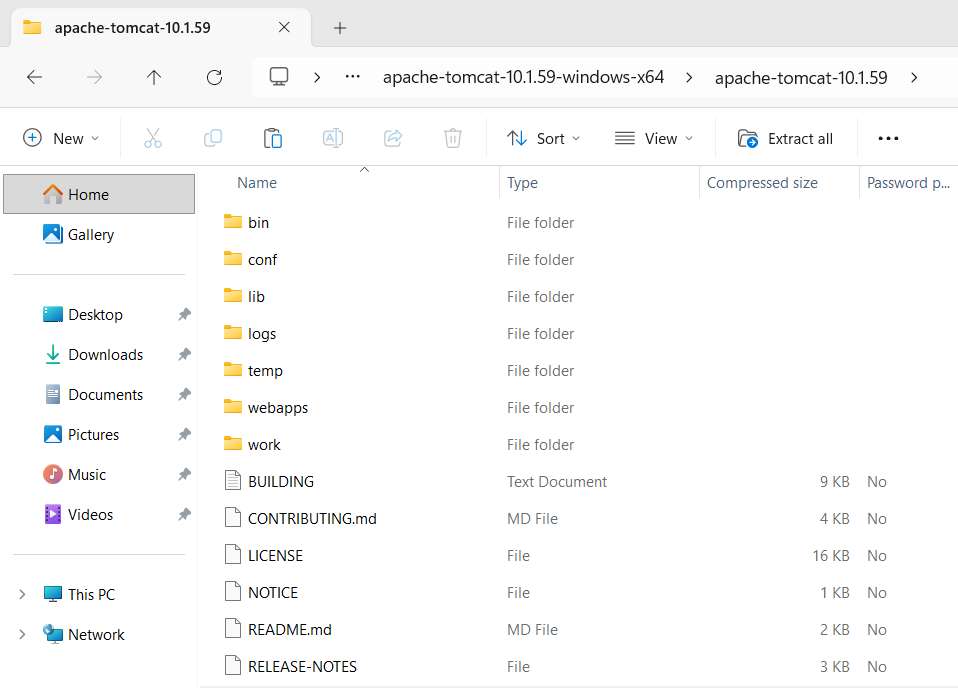 apache-tomcat-10.1.59
apache-tomcat-10.1.59-windows-x64 apache-tomcat-10.1.59
New Sort View Extract all
Name Type Compressed size Password p...
Home
Gallery
Desktop
Downloads
Documents
Pictures
Music
Videos
This PC
Network
bin File folder
conf File folder
lib File folder
logs File folder
temp File folder
webapps File folder
work File folder
BUILDING Text Document 9 KB No
CONTRIBUTING.md MD File 4 KB No
LICENSE File 16 KB No
NOTICE File 1 KB No
README.md MD File 2 KB No
RELEASE-NOTES File 3 KB No